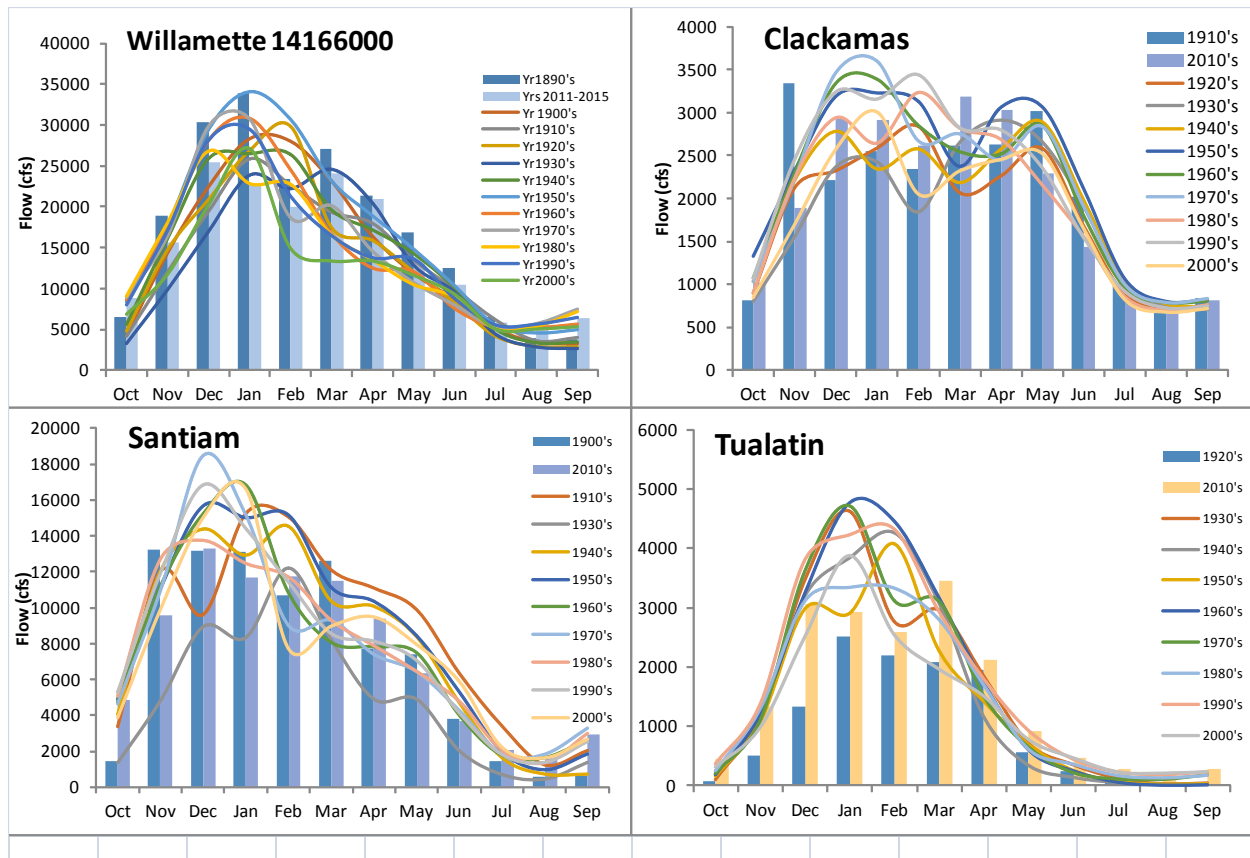 Willamette 14166000
Flow (cfs)
40000
35000
30000
25000
20000
15000
10000
5000
0
Oct Nov Dec Jan Feb Mar Apr May Jun Jul Aug Sep
Yr1890's
Yrs 2011-2015
Yr 1900's
Yr1910's
Yr1920's
Yr1930's
Yr1940's
Yr1950's
Yr1960's
Yr1970's
Yr1980's
Yr1990's
Yr2000's
Clackamas
Flow (cfs)
4000
3500
3000
2500
2000
1500
1000
500
0
Oct Nov Dec Jan Feb Mar Apr May Jun Jul Aug Sep
1910's
2010's
1920's
1930's
1940's
1950's
1960's
1970's
1980's
1990's
2000's
Santiam
Flow (cfs)
20000
18000
16000
14000
12000
10000
8000
6000
4000
2000
0
Oct Nov Dec Jan Feb Mar Apr May Jun Jul Aug Sep
1900's
2010's
1910's
1930's
1940's
1950's
1960's
1970's
1980's
1990's
2000's
Tualatin
6000
5000
4000
3000
2000
1000
0
Oct Nov Dec Jan Feb Mar Apr May Jun Jul Aug Sep
1920's
2010's
1930's
1940's
1950's
1960's
1970's
1980's
1990's
2000's